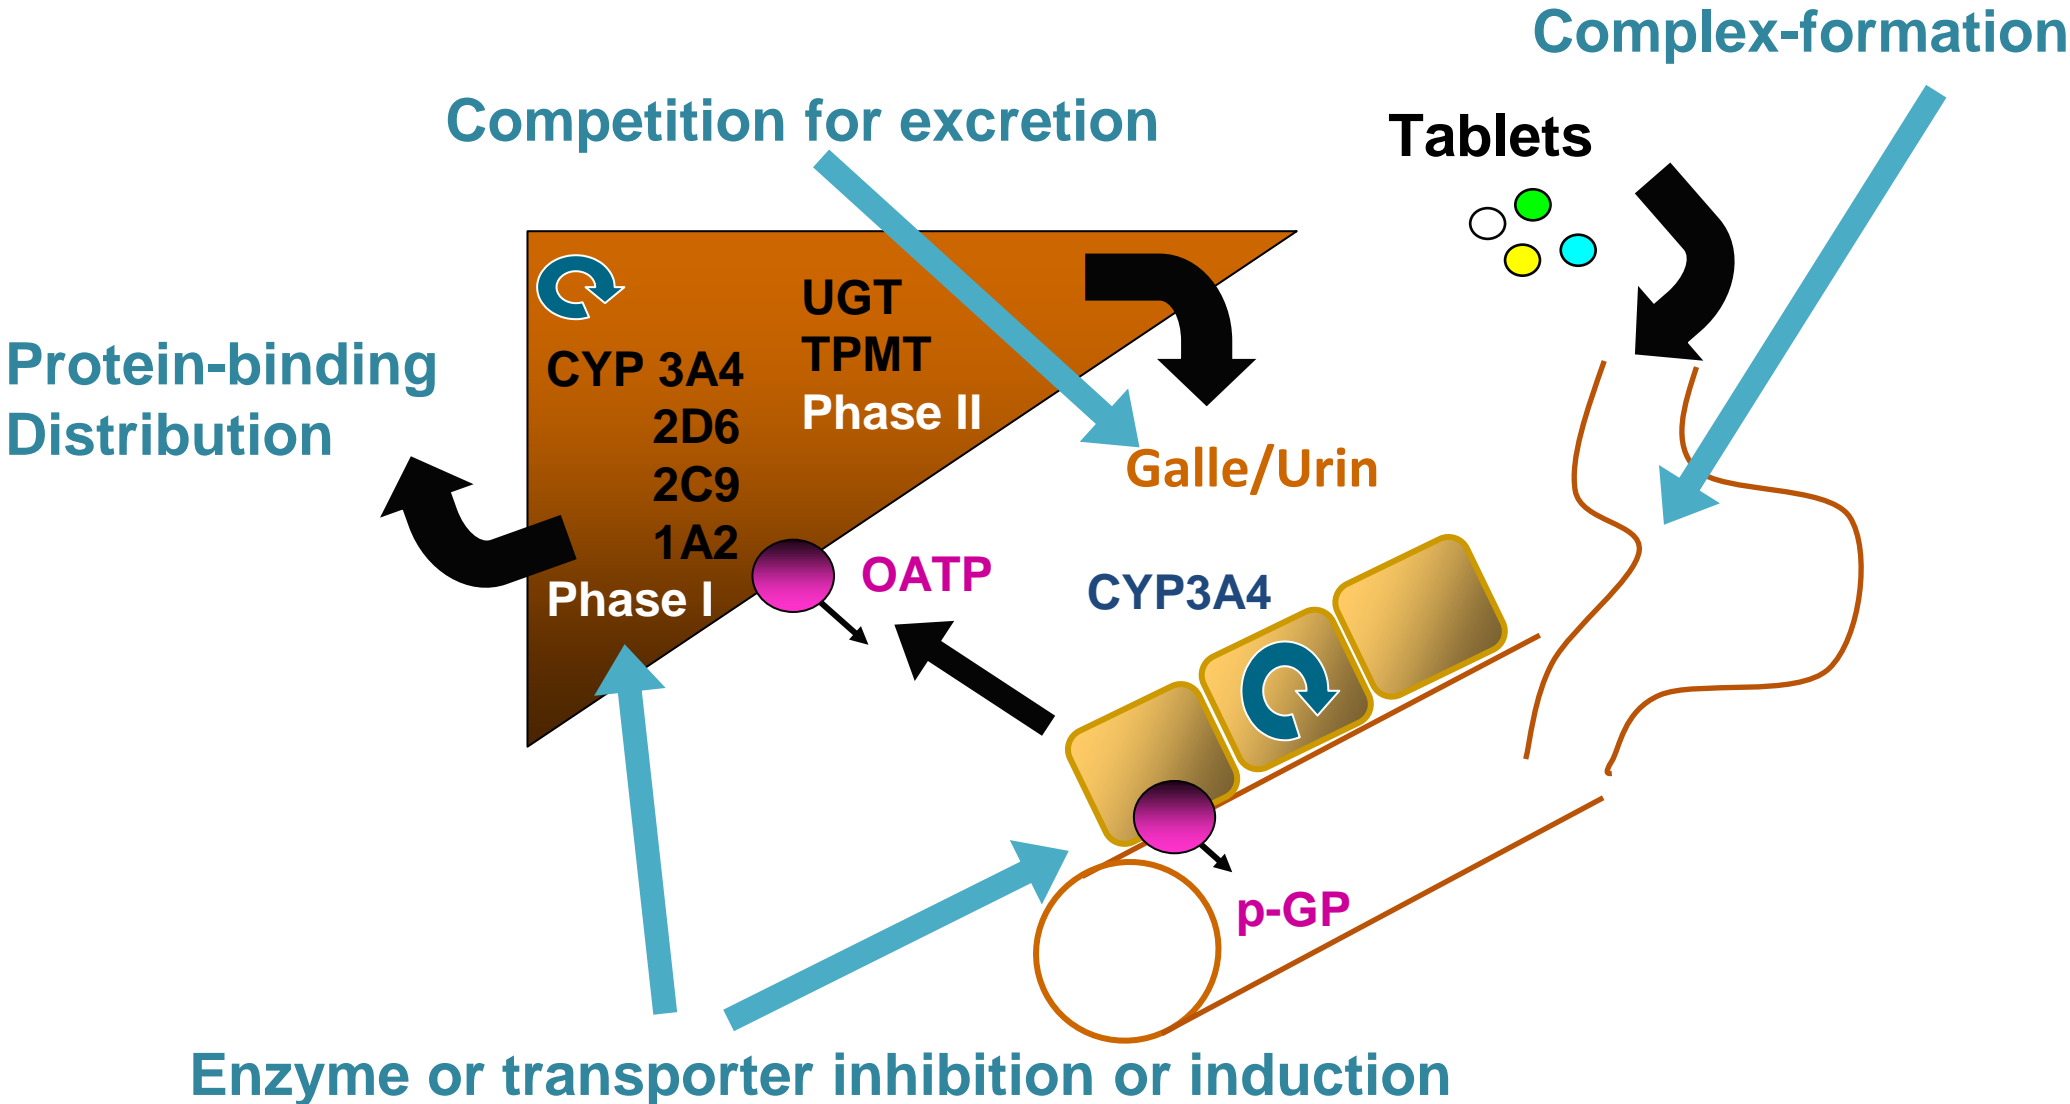 Complex-formation
Competition for excretion
Tablets
Protein-binding
Distribution
CYP 3A4
2D6
2C9
1A2
Phase I
UGT
TPMT
Phase II
Galle/Urin
OATP
CYP3A4
p-GP
Enzyme or transporter inhibition or induction